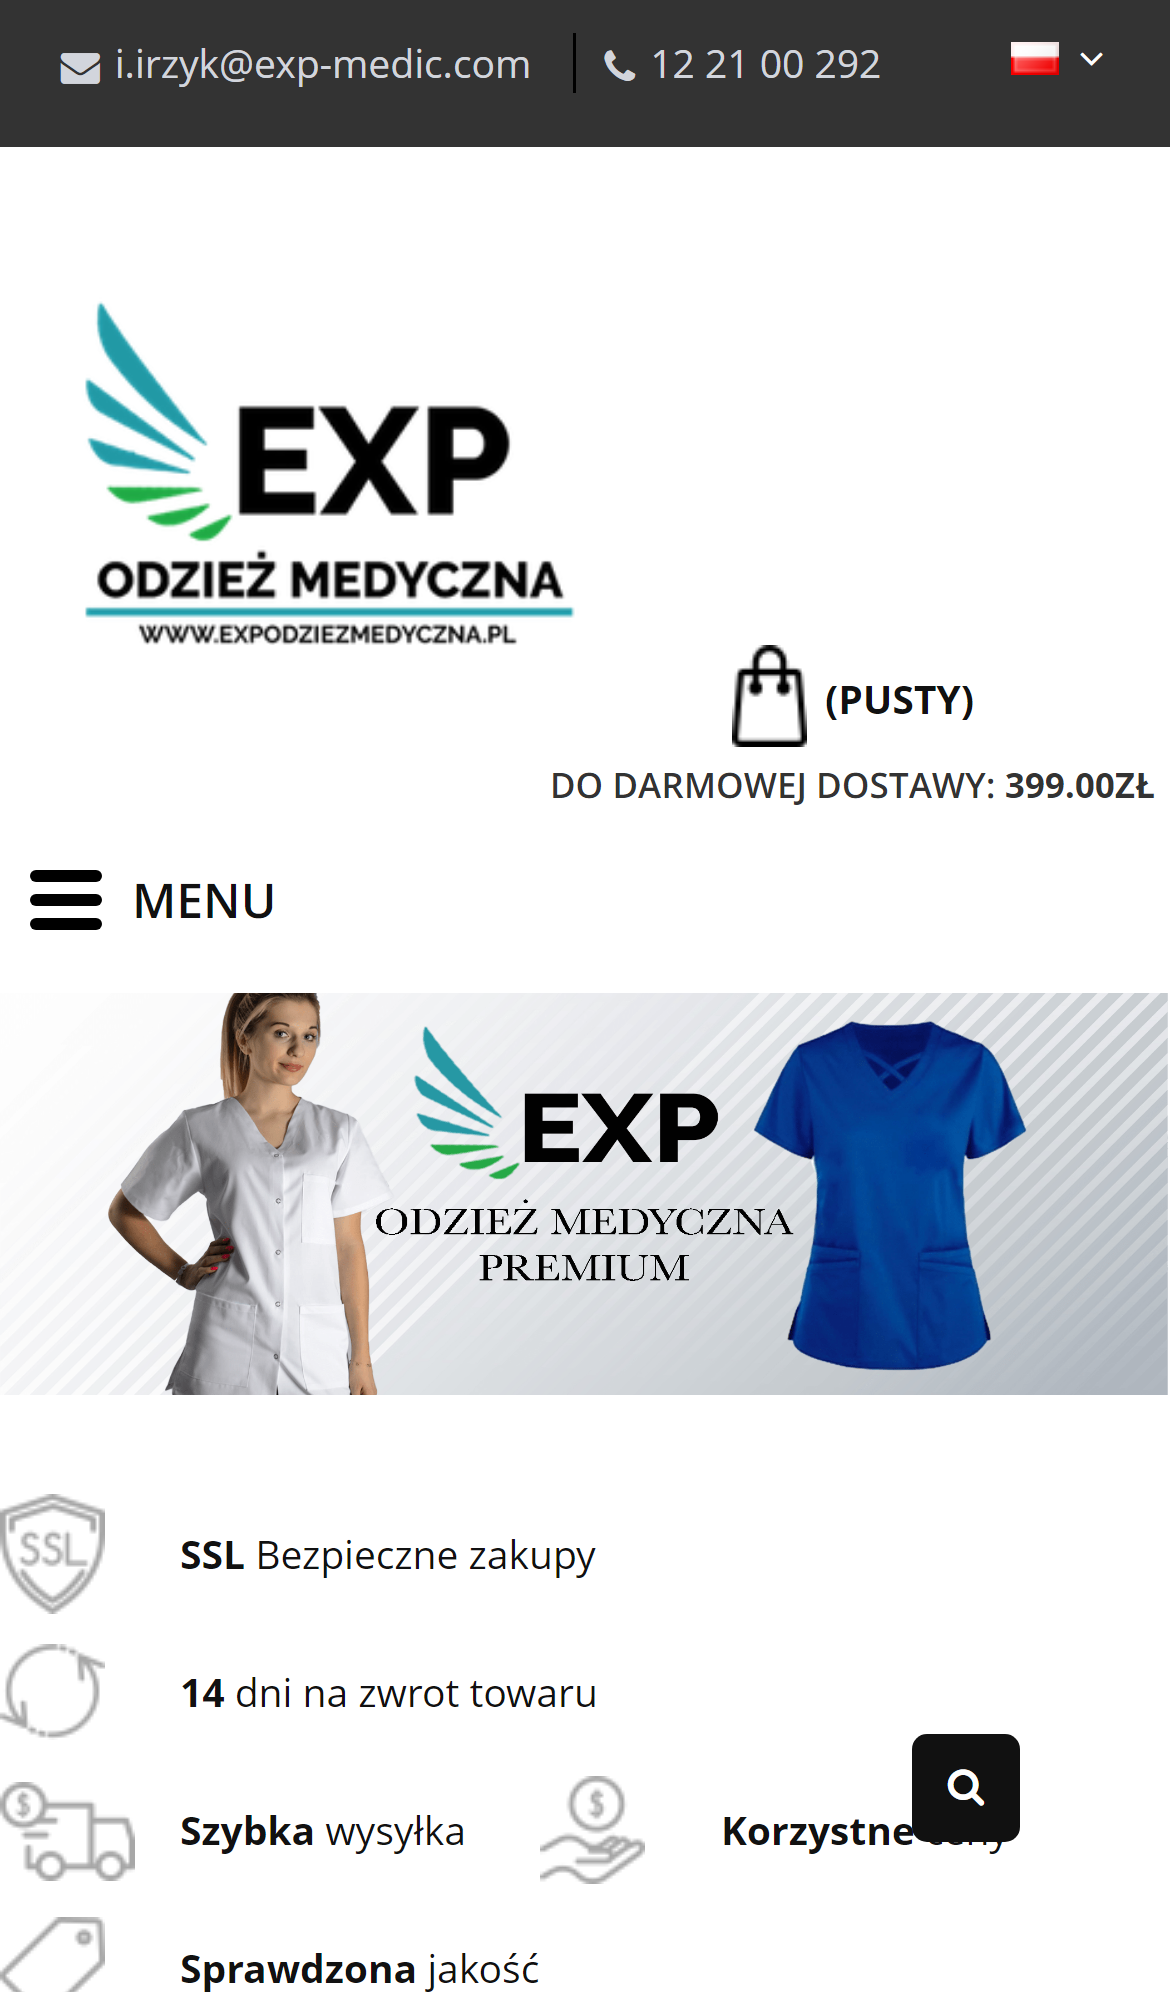 i.irzyk@exp-medic.com
12 21 00 292
EXP
ODZIEŻ MEDYCZNA
WWW.EXPODZIEZMEDYCZNA.PL
(PUSTY)
DO DARMOWEJ DOSTAWY: 399.00ZŁ
MENU
EXP
ODZIEŻ MEDYCZNA
PREMIUM
SSL
SSL Bezpieczne zakupy
14 dni na zwrot towaru
$
Szybka wysyłka
$
Korzystne
Sprawdzona jakość